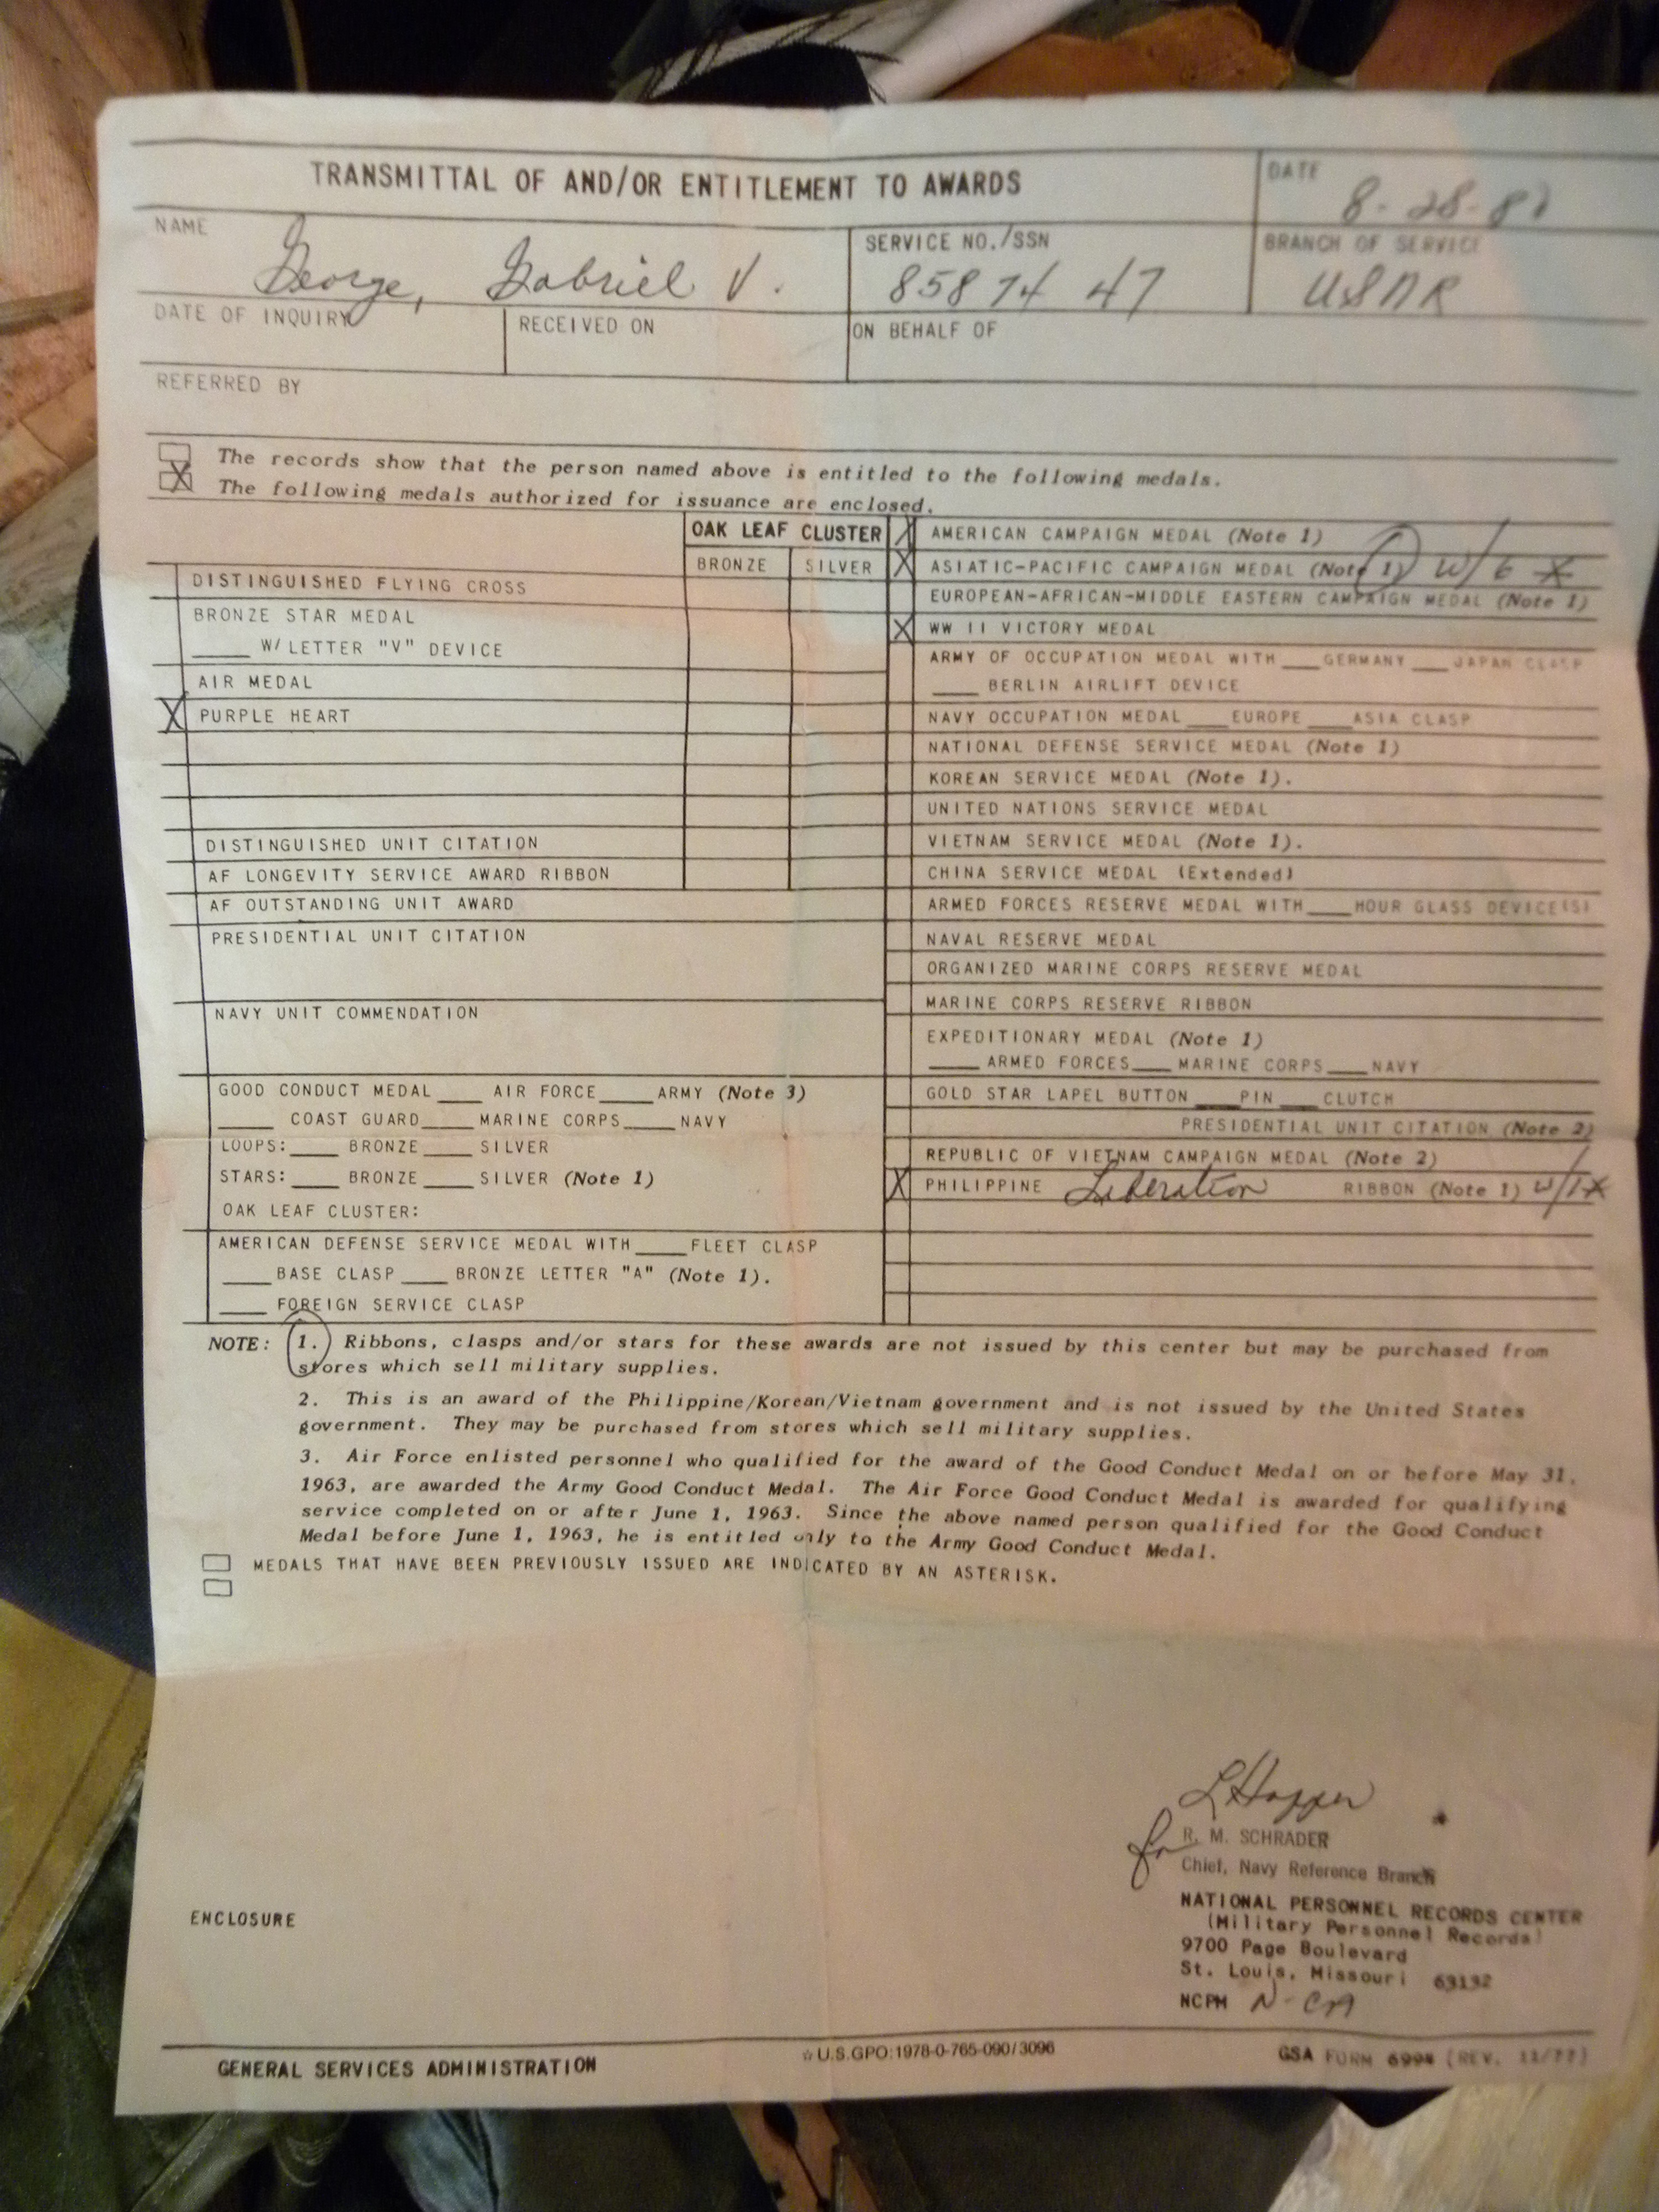 TRANSMITTAL OF AND/OR ENTITLEMENT TO AWARDS
DATE
8-28-81
NAME
George, Gabriel V.
SERVICE NO./SSN
858 74 47
BRANCH OF SERVICE
USNR
DATE OF INQUIRY
RECEIVED ON
ON BEHALF OF
REFERRED BY
The records show that the person named above is entitled to the following medals.
X The following medals authorized for issuance are enclosed.
OAK LEAF CLUSTER
BRONZE SILVER
DISTINGUISHED FLYING CROSS
BRONZE STAR MEDAL
____ W/LETTER "V" DEVICE
AIR MEDAL
X PURPLE HEART
DISTINGUISHED UNIT CITATION
AF LONGEVITY SERVICE AWARD RIBBON
AF OUTSTANDING UNIT AWARD
PRESIDENTIAL UNIT CITATION
NAVY UNIT COMMENDATION
GOOD CONDUCT MEDAL ____ AIR FORCE ____ ARMY (Note 3)
____ COAST GUARD ____ MARINE CORPS ____ NAVY
LOOPS: ____ BRONZE ____ SILVER
STARS: ____ BRONZE ____ SILVER (Note 1)
OAK LEAF CLUSTER:
AMERICAN DEFENSE SERVICE MEDAL WITH ____ FLEET CLASP
____ BASE CLASP ____ BRONZE LETTER "A" (Note 1).
____ FOREIGN SERVICE CLASP
X AMERICAN CAMPAIGN MEDAL (Note 1)
X ASIATIC-PACIFIC CAMPAIGN MEDAL (Note 1) W/6 X
EUROPEAN-AFRICAN-MIDDLE EASTERN CAMPAIGN MEDAL (Note 1)
X WW II VICTORY MEDAL
ARMY OF OCCUPATION MEDAL WITH ____ GERMANY ____ JAPAN CLASP
____ BERLIN AIRLIFT DEVICE
NAVY OCCUPATION MEDAL ____ EUROPE ____ ASIA CLASP
NATIONAL DEFENSE SERVICE MEDAL (Note 1)
KOREAN SERVICE MEDAL (Note 1).
UNITED NATIONS SERVICE MEDAL
VIETNAM SERVICE MEDAL (Note 1).
CHINA SERVICE MEDAL (Extended)
ARMED FORCES RESERVE MEDAL WITH ____ HOUR GLASS DEVICE(S)
NAVAL RESERVE MEDAL
ORGANIZED MARINE CORPS RESERVE MEDAL
MARINE CORPS RESERVE RIBBON
EXPEDITIONARY MEDAL (Note 1)
____ ARMED FORCES ____ MARINE CORPS ____ NAVY
GOLD STAR LAPEL BUTTON ____ PIN ____ CLUTCH
PRESIDENTIAL UNIT CITATION (Note 2)
REPUBLIC OF VIETNAM CAMPAIGN MEDAL (Note 2)
X PHILIPPINE Liberation RIBBON (Note 1) W/1X
NOTE: 1. Ribbons, clasps and/or stars for these awards are not issued by this center but may be purchased from
stores which sell military supplies.
2. This is an award of the Philippine/Korean/Vietnam government and is not issued by the United States
government. They may be purchased from stores which sell military supplies.
3. Air Force enlisted personnel who qualified for the award of the Good Conduct Medal on or before May 31,
1963, are awarded the Army Good Conduct Medal. The Air Force Good Conduct Medal is awarded for qualifying
service completed on or after June 1, 1963. Since the above named person qualified for the Good Conduct
Medal before June 1, 1963, he is entitled only to the Army Good Conduct Medal.
MEDALS THAT HAVE BEEN PREVIOUSLY ISSUED ARE INDICATED BY AN ASTERISK.
L Hopper
for R. M. SCHRADER
Chief, Navy Reference Branch
NATIONAL PERSONNEL RECORDS CENTER
(Military Personnel Records)
9700 Page Boulevard
St. Louis, Missouri 63132
NCPM N-CA
ENCLOSURE
GENERAL SERVICES ADMINISTRATION
☆U.S.GPO:1978-0-765-090/3096
GSA FORM 6994 (REV. 11/77)